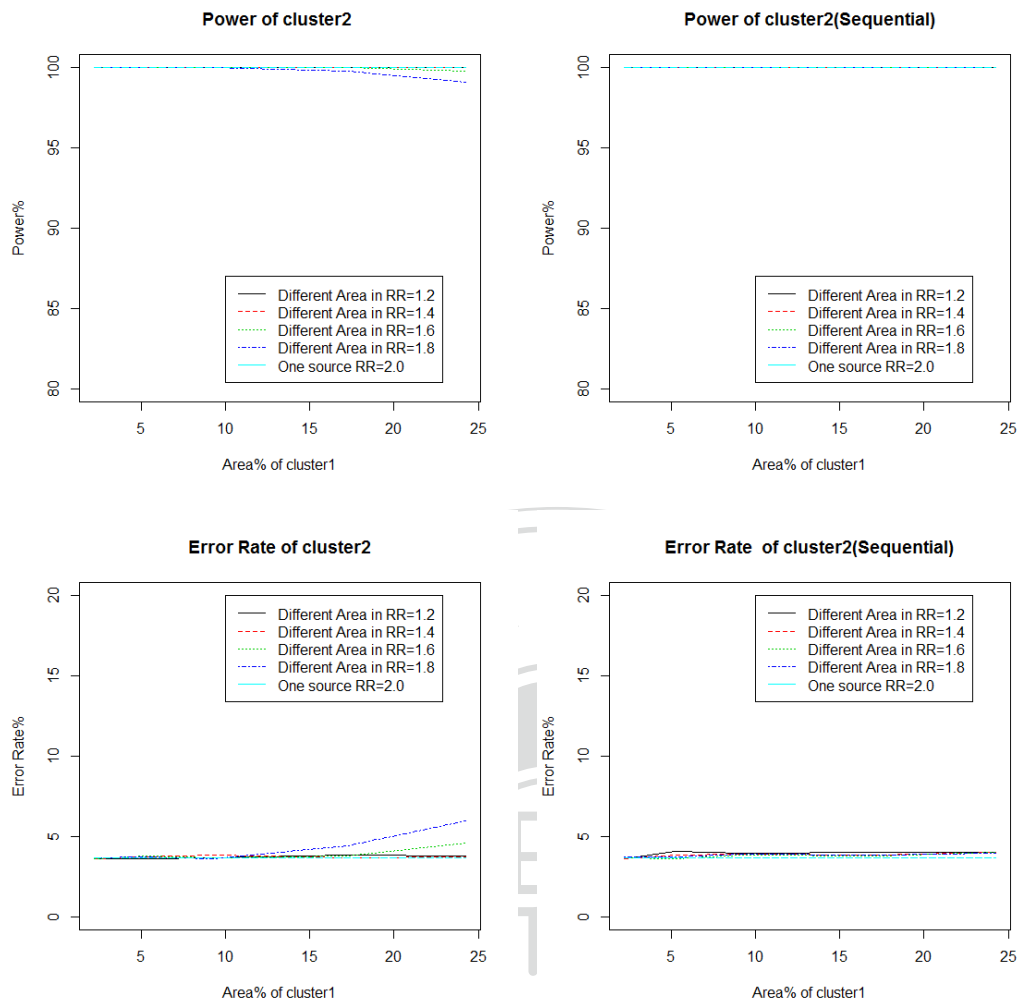 Power of cluster2
100
95
90
85
80
Power%
Different Area in RR=1.2
Different Area in RR=1.4
Different Area in RR=1.6
Different Area in RR=1.8
One source RR=2.0
5 10 15 20 25
Area% of cluster1
Power of cluster2(Sequential)
100
95
90
85
80
Power%
Different Area in RR=1.2
Different Area in RR=1.4
Different Area in RR=1.6
Different Area in RR=1.8
One source RR=2.0
5 10 15 20 25
Area% of cluster1
Error Rate of cluster2
20
15
10
5
0
Error Rate%
Different Area in RR=1.2
Different Area in RR=1.4
Different Area in RR=1.6
Different Area in RR=1.8
One source RR=2.0
5 10 15 20 25
Area% of cluster1
Error Rate  of cluster2(Sequential)
20
15
10
5
0
Error Rate%
Different Area in RR=1.2
Different Area in RR=1.4
Different Area in RR=1.6
Different Area in RR=1.8
One source RR=2.0
5 10 15 20 25
Area% of cluster1